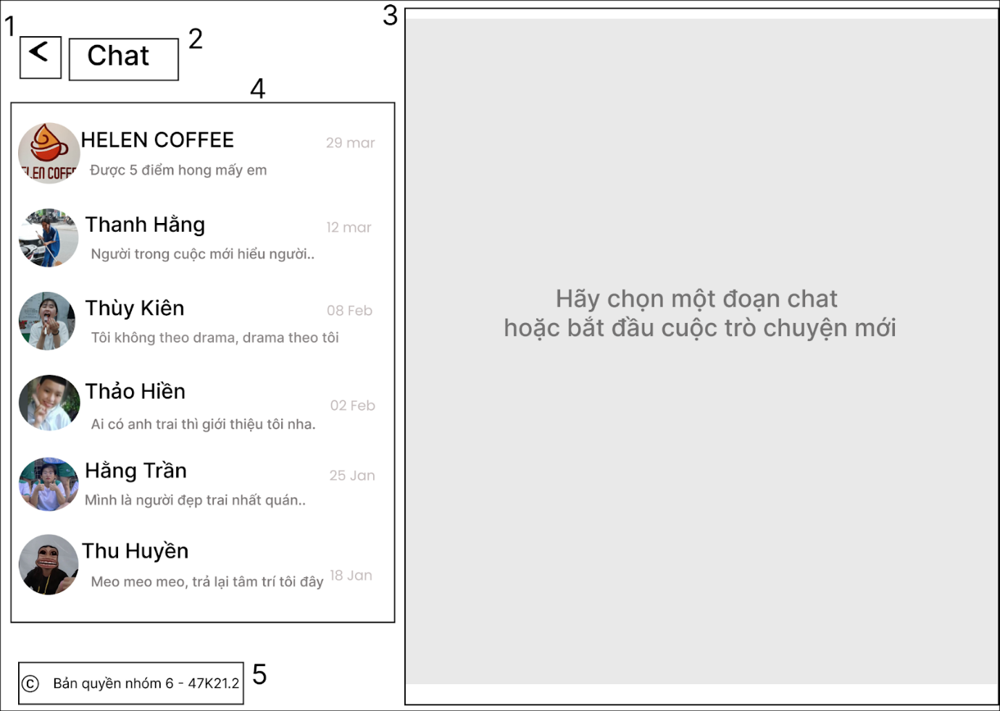 1
<
Chat
2
3
4
ELEN COFFE
HELEN COFFEE
29 mar
Được 5 điểm hong mấy em
Thanh Hằng
12 mar
Người trong cuộc mới hiểu người..
Thùy Kiên
08 Feb
Tôi không theo drama, drama theo tôi
Thảo Hiền
02 Feb
Ai có anh trai thì giới thiệu tôi nha.
Hằng Trần
25 Jan
Mình là người đẹp trai nhất quán..
Thu Huyền
18 Jan
Meo meo meo, trả lại tâm trí tôi đây
Hãy chọn một đoạn chat
hoặc bắt đầu cuộc trò chuyện mới
© Bản quyền nhóm 6 - 47K21.2
5